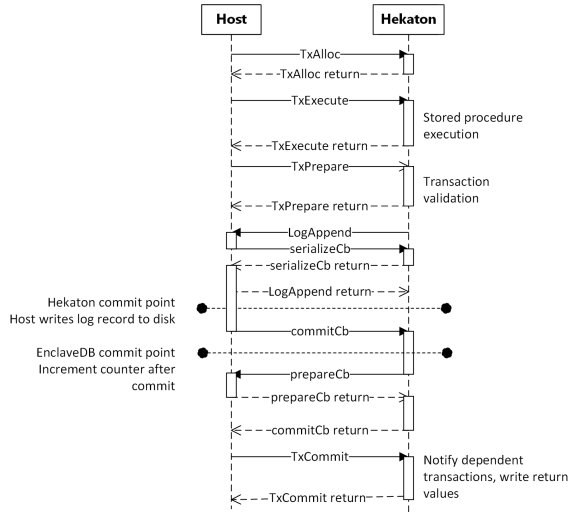 Host
Hekaton
TxAlloc
TxAlloc return
TxExecute
Stored procedure
execution
TxExecute return
TxPrepare
Transaction
validation
TxPrepare return
LogAppend
serializeCb
serializeCb return
LogAppend return
Hekaton commit point
Host writes log record to disk
commitCb
EnclaveDB commit point
Increment counter after
commit
prepareCb
prepareCb return
commitCb return
TxCommit
Notify dependent
transactions, write return
values
TxCommit return